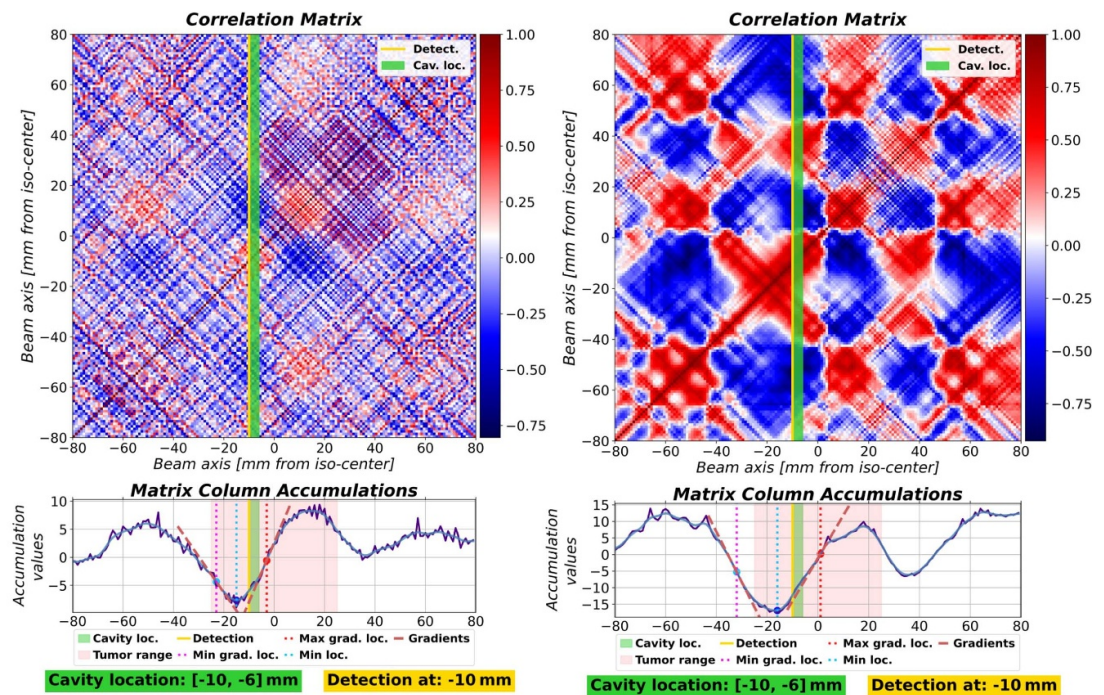 Correlation Matrix
80
60
40
20
0
−20
−40
−60
−80
Beam axis [mm from iso-center]
Detect.
Cav. loc.
1.00
0.75
0.50
0.25
0.00
−0.25
−0.50
−0.75
−80 −60 −40 −20 0 20 40 60 80
Beam axis [mm from iso-center]
Matrix Column Accumulations
10
5
0
−5
Accumulation
values
−80 −60 −40 −20 0 20 40 60 80
Cavity loc. Detection Max grad. loc. Gradients
Tumor range Min grad. loc. Min loc.
Cavity location: [-10, -6] mm Detection at: -10 mm
Correlation Matrix
80
60
40
20
0
−20
−40
−60
−80
Beam axis [mm from iso-center]
Detect.
Cav. loc.
1.00
0.75
0.50
0.25
0.00
−0.25
−0.50
−0.75
−80 −60 −40 −20 0 20 40 60 80
Beam axis [mm from iso-center]
Matrix Column Accumulations
15
10
5
0
−5
−10
−15
Accumulation
values
−80 −60 −40 −20 0 20 40 60 80
Cavity loc. Detection Max grad. loc. Gradients
Tumor range Min grad. loc. Min loc.
Cavity location: [-10, -6] mm Detection at: -10 mm